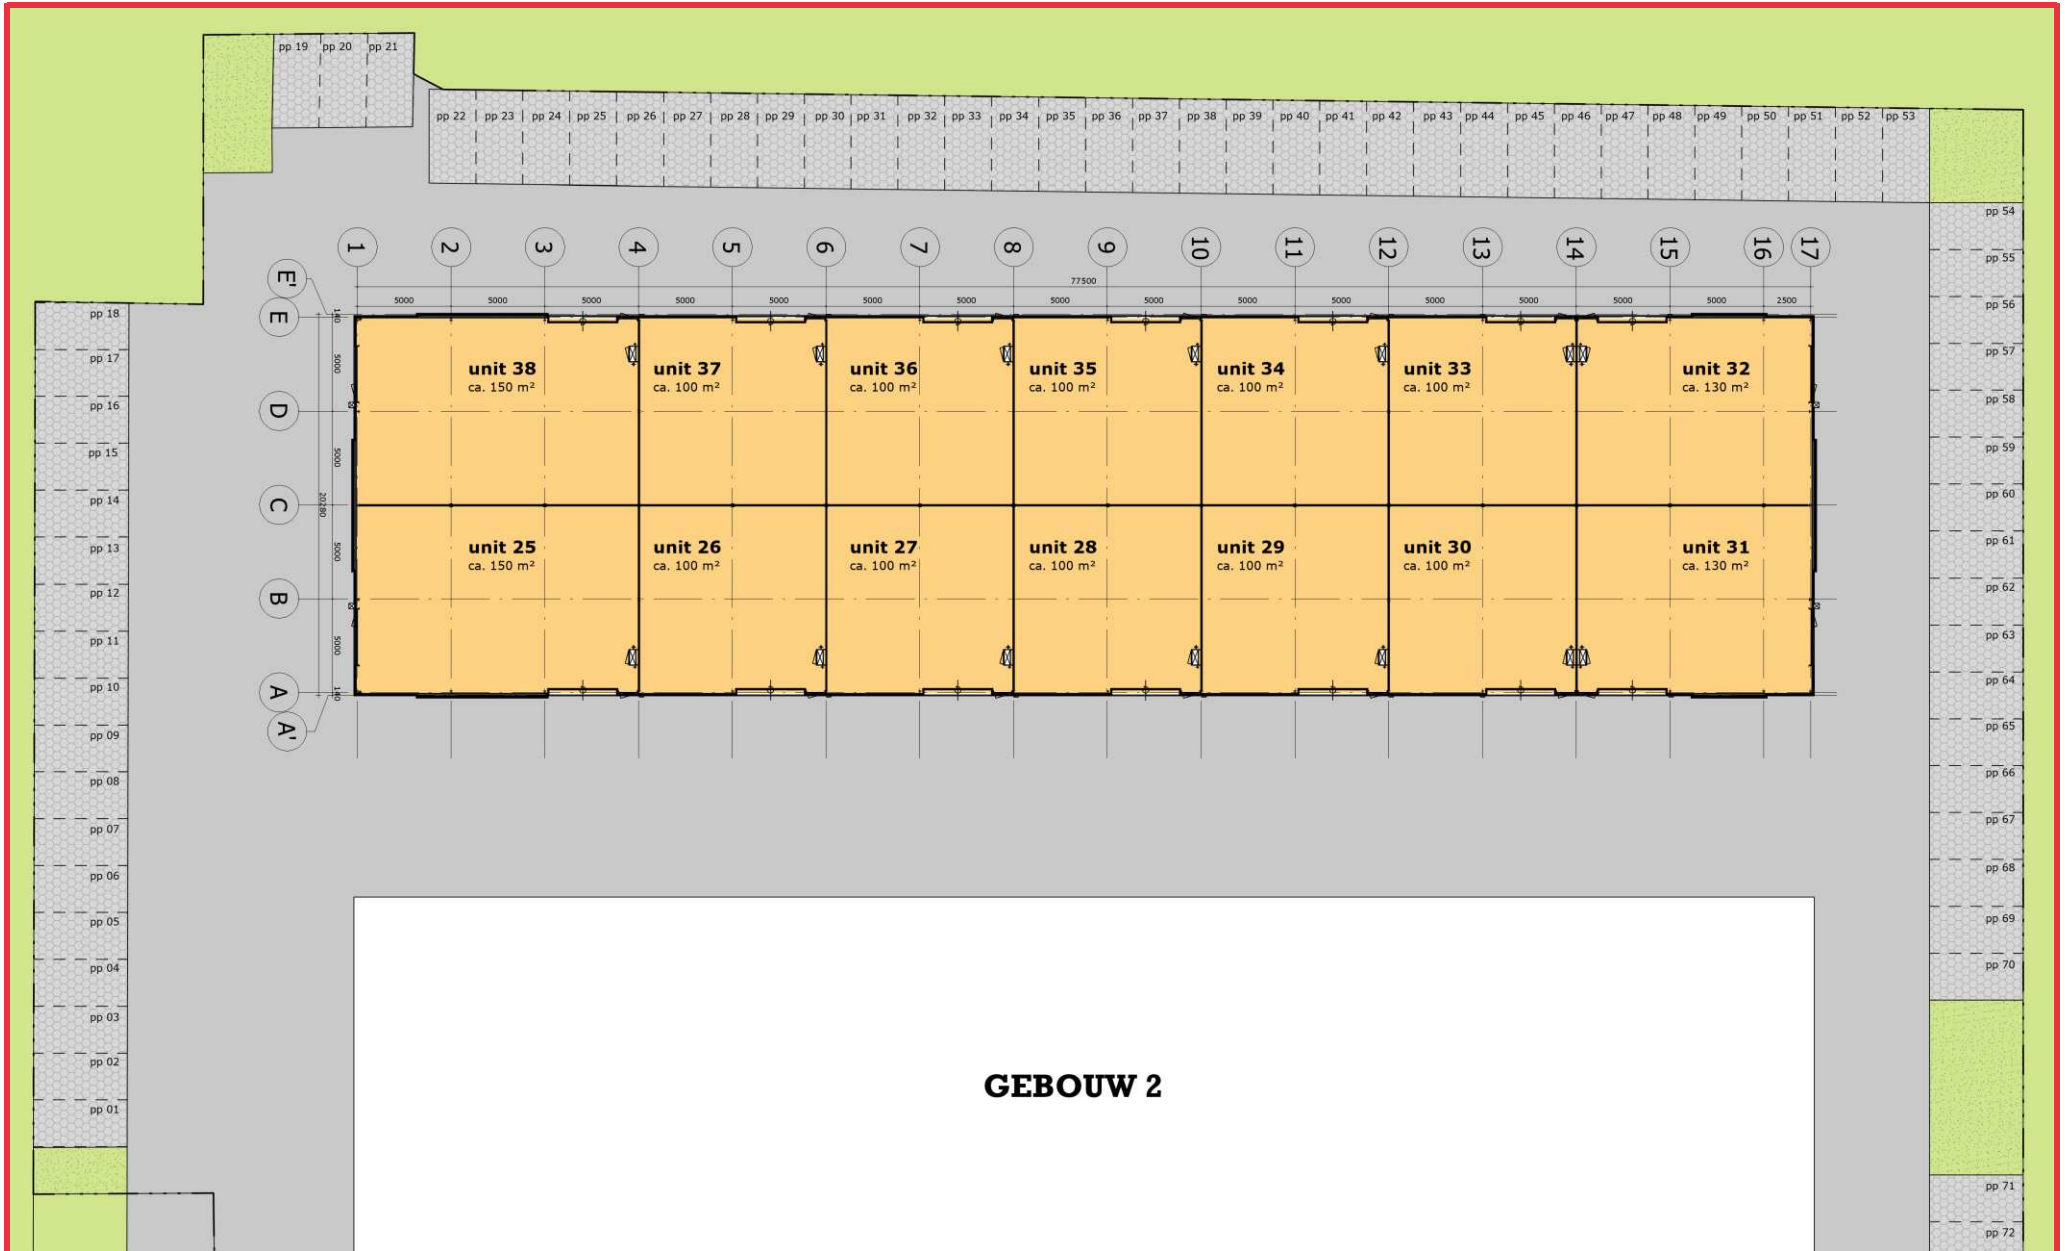 pp 19 pp 20 pp 21
pp 22 pp 23 pp 24 pp 25 pp 26 pp 27 pp 28 pp 29 pp 30 pp 31 pp 32 pp 33 pp 34 pp 35 pp 36 pp 37 pp 38 pp 39 pp 40 pp 41 pp 42 pp 43 pp 44 pp 45 pp 46 pp 47 pp 48 pp 49 pp 50 pp 51 pp 52 pp 53
1 2 3 4 5 6 7 8 9 10 11 12 13 14 15 16 17
77500
5000 5000 5000 5000 5000 5000 5000 5000 5000 5000 5000 5000 5000 5000 5000 2500
E'
E
D
C
B
A
A'
140
5000
5000
20280
5000
5000
140
unit 38
ca. 150 m²
unit 37
ca. 100 m²
unit 36
ca. 100 m²
unit 35
ca. 100 m²
unit 34
ca. 100 m²
unit 33
ca. 100 m²
unit 32
ca. 130 m²
unit 25
ca. 150 m²
unit 26
ca. 100 m²
unit 27
ca. 100 m²
unit 28
ca. 100 m²
unit 29
ca. 100 m²
unit 30
ca. 100 m²
unit 31
ca. 130 m²
pp 18
pp 17
pp 16
pp 15
pp 14
pp 13
pp 12
pp 11
pp 10
pp 09
pp 08
pp 07
pp 06
pp 05
pp 04
pp 03
pp 02
pp 01
pp 54
pp 55
pp 56
pp 57
pp 58
pp 59
pp 60
pp 61
pp 62
pp 63
pp 64
pp 65
pp 66
pp 67
pp 68
pp 69
pp 70
pp 71
pp 72
GEBOUW 2